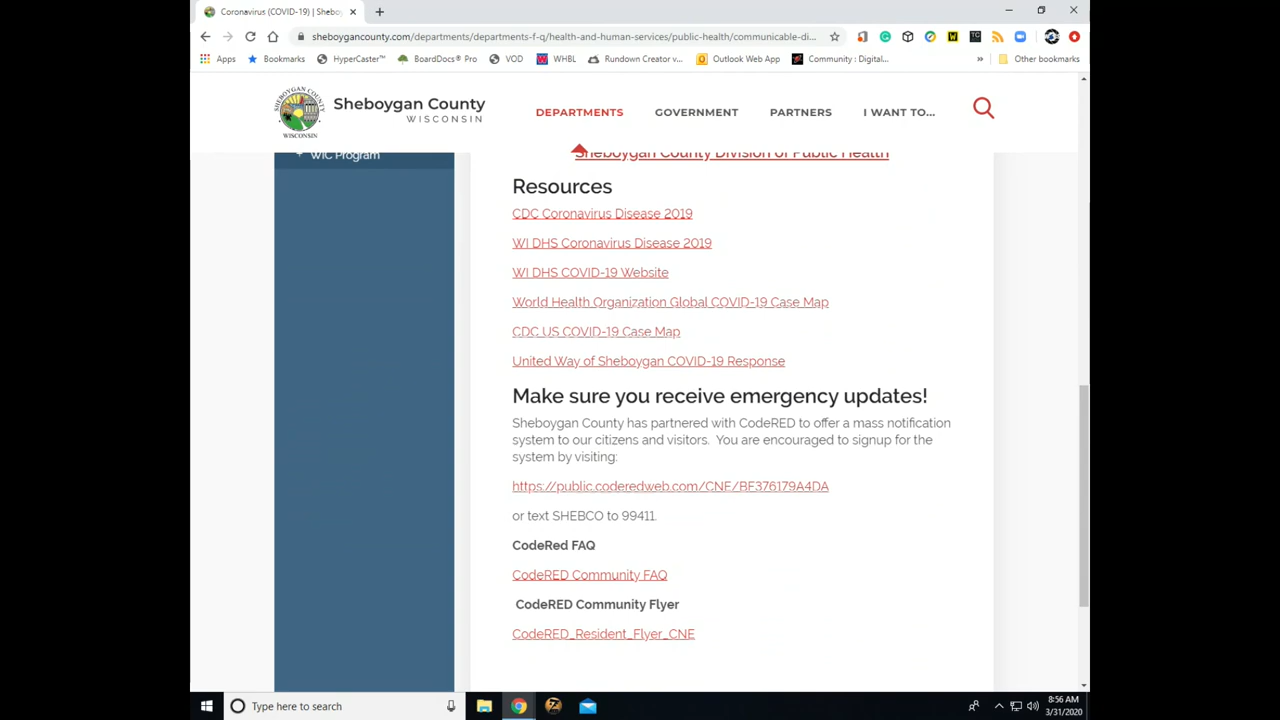 Coronavirus (COVID-19) | Shebo
sheboygancounty.com/departments/departments-f-q/health-and-human-services/public-health/communicable-di...
Apps Bookmarks HyperCaster™ BoardDocs® Pro VOD WHBL Rundown Creator v... Outlook Web App Community : Digital... » Other bookmarks
SHEBOYGAN COUNTY WISCONSIN
Sheboygan County
WISCONSIN
DEPARTMENTS GOVERNMENT PARTNERS I WANT TO...
+ WIC Program
Sheboygan County Division of Public Health
Resources
CDC Coronavirus Disease 2019
WI DHS Coronavirus Disease 2019
WI DHS COVID-19 Website
World Health Organization Global COVID-19 Case Map
CDC US COVID-19 Case Map
United Way of Sheboygan COVID-19 Response
Make sure you receive emergency updates!
Sheboygan County has partnered with CodeRED to offer a mass notification
system to our citizens and visitors. You are encouraged to signup for the
system by visiting:
https://public.coderedweb.com/CNE/BF376179A4DA
or text SHEBCO to 99411.
CodeRed FAQ
CodeRED Community FAQ
CodeRED Community Flyer
CodeRED_Resident_Flyer_CNE
Type here to search
8:56 AM
3/31/2020